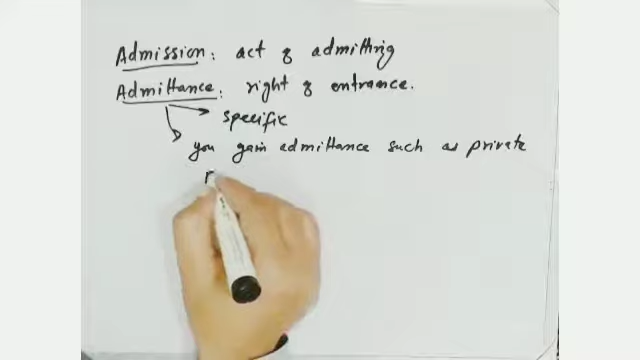 Admission: act of admitting
Admittance: right of entrance.
specific
you gain admittance such as private